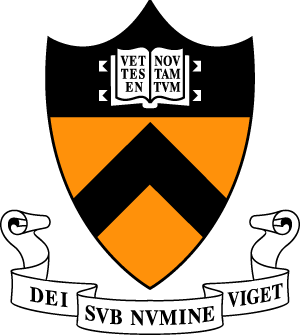 VET NOV
TES TAM
EN TVM
DEI SVB NVMINE VIGET